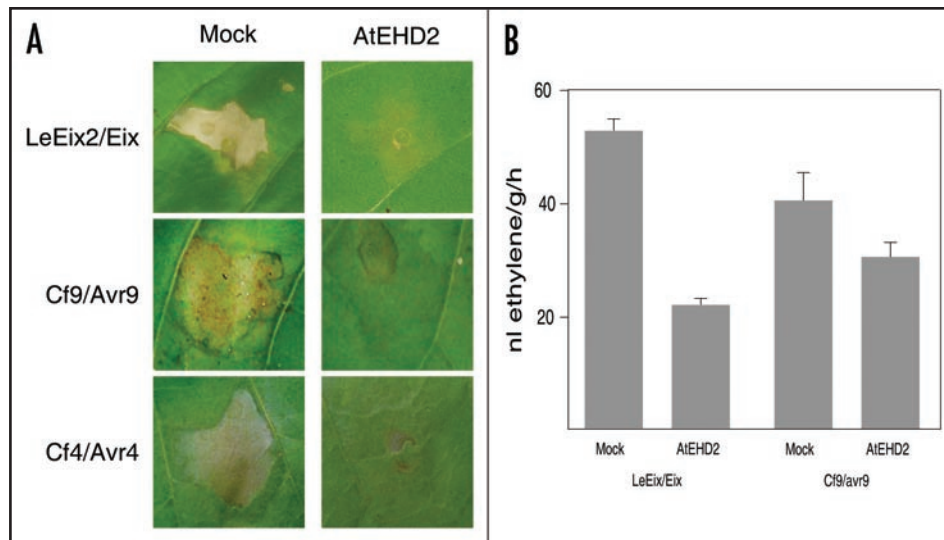 A
Mock AtEHD2
LeEix2/Eix
Cf9/Avr9
Cf4/Avr4
B
nl ethylene/g/h
60
40
20
Mock AtEHD2 Mock AtEHD2
LeEix/Eix Cf9/avr9